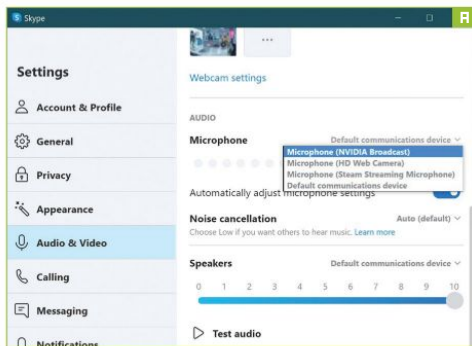 Skype
A
Settings
Webcam settings
Account & Profile
AUDIO
General
Microphone
Default communications device
Microphone (NVIDIA Broadcast)
Microphone (HD Web Camera)
Microphone (Steam Streaming Microphone)
Default communications device
Privacy
Automatically adjust microphone settings
Appearance
Noise cancellation
Auto (default)
Choose Low if you want others to hear music. Learn more
Audio & Video
Calling
Speakers
Default communications device
0 1 2 3 4 5 6 7 8 9 10
Messaging
Test audio
Notifications